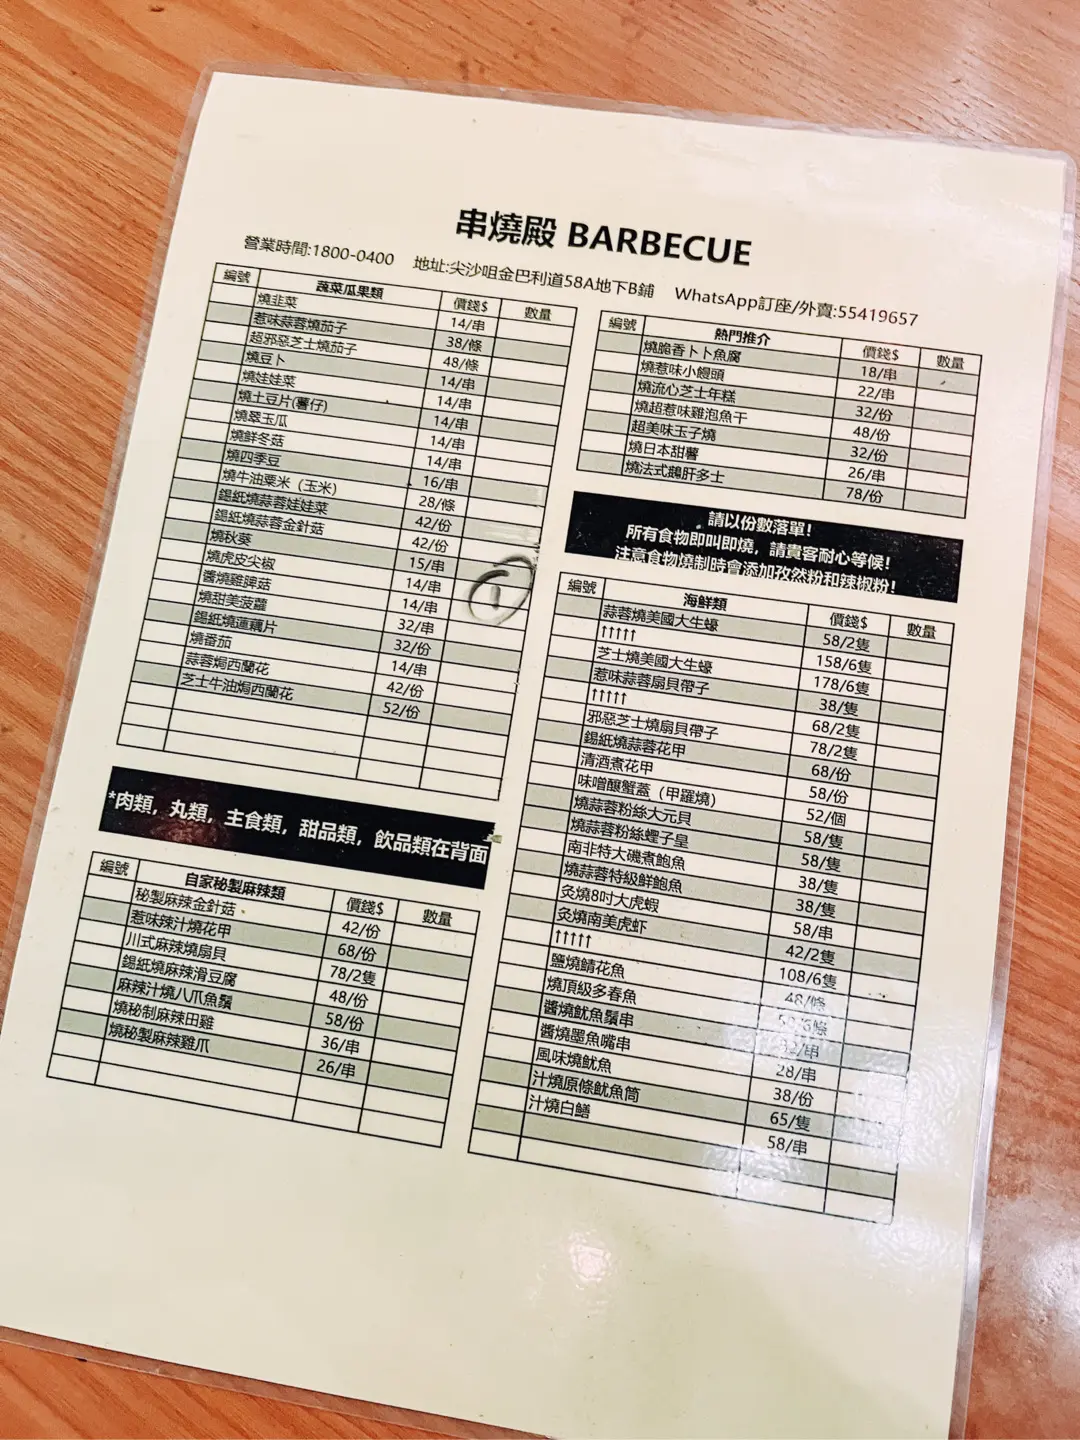 串燒殿 BARBECUE
營業時間:1800-0400 地址:尖沙咀金巴利道58A地下B鋪 WhatsApp訂座/外賣:55419657
編號 蔬菜瓜果類 價錢$ 數量
燒韭菜 14/串
惹味蒜蓉燒茄子 38/條
超邪惡芝士燒茄子 48/條
燒豆卜 14/串
燒娃娃菜 14/串
燒土豆片(薯仔) 14/串
燒翠玉瓜 14/串
燒鮮冬菇 14/串
燒四季豆 16/串
燒牛油粟米（玉米） 28/條
錫紙燒蒜蓉娃娃菜 42/份
錫紙燒蒜蓉金針菇 42/份
燒秋葵 15/串
燒虎皮尖椒 14/串
醬燒雞脾菇 14/串
燒甜美菠蘿 32/串
錫紙燒蓮藕片 32/份
燒番茄 14/串
蒜蓉焗西蘭花 42/份
芝士牛油焗西蘭花 52/份
*肉類，丸類，主食類，甜品類，飲品類在背面
編號 自家秘製麻辣類 價錢$ 數量
秘製麻辣金針菇 42/份
惹味辣汁燒花甲 68/份
川式麻辣燒扇貝 78/2隻
錫紙燒麻辣滑豆腐 48/份
麻辣汁燒八爪魚鬚 58/份
燒秘制麻辣田雞 36/串
燒秘製麻辣雞爪 26/串
編號 熱門推介 價錢$ 數量
燒脆香卜卜魚腐 18/串
燒惹味小饅頭 22/串
燒流心芝士年糕 32/份
燒超惹味雞泡魚干 48/份
超美味玉子燒 32/份
燒日本甜薯 26/串
燒法式鵝肝多士 78/份
請以份數落單！
所有食物即叫即燒，請貴客耐心等候！
注意食物燒制時會添加孜然粉和辣椒粉！
編號 海鮮類 價錢$ 數量
蒜蓉燒美國大生蠔 58/2隻
↑↑↑↑↑ 158/6隻
芝士燒美國大生蠔 178/6隻
惹味蒜蓉扇貝帶子 38/隻
↑↑↑↑↑ 68/2隻
邪惡芝士燒扇貝帶子 78/2隻
錫紙燒蒜蓉花甲 68/份
清酒煮花甲 58/份
味噌釀蟹蓋（甲羅燒） 52/個
燒蒜蓉粉絲大元貝 58/隻
燒蒜蓉粉絲蟶子皇 58/隻
南非特大磯煮鮑魚 38/隻
燒蒜蓉特級鮮鮑魚 38/隻
炙燒8吋大虎蝦 58/串
炙燒南美虎虾 42/2隻
↑↑↑↑↑ 108/6隻
鹽燒鯖花魚 48/條
燒頂級多春魚
醬燒魷魚鬚串
醬燒墨魚嘴串 28/串
風味燒魷魚 38/份
汁燒原條魷魚筒 65/隻
汁燒白鱔 58/串